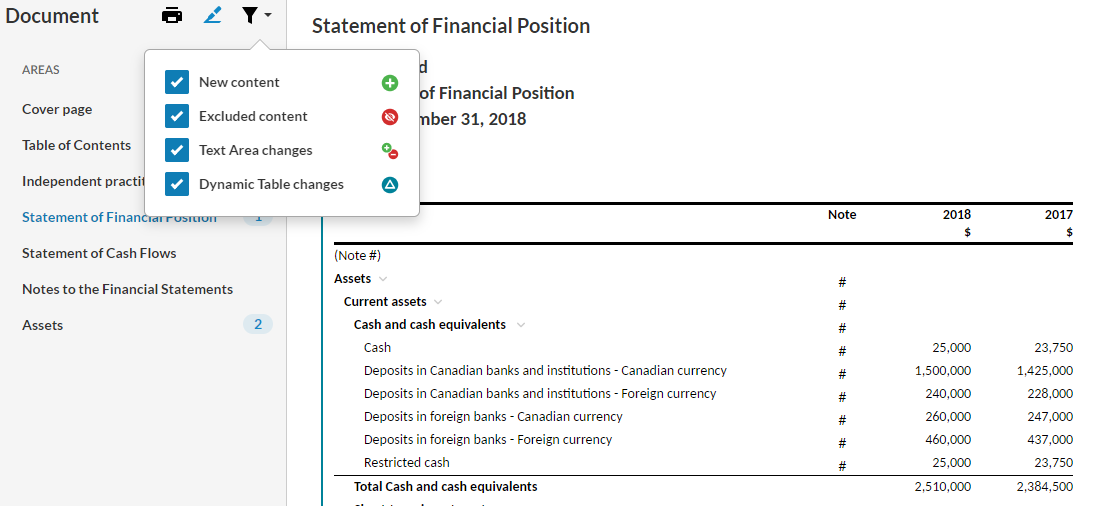 Document
AREAS
Cover page
Table of Contents
Independent practit
Statement of Financial Position 1
Statement of Cash Flows
Notes to the Financial Statements
Assets 2
New content
Excluded content
Text Area changes
Dynamic Table changes
Statement of Financial Position
d
of Financial Position
mber 31, 2018
Note 2018 2017
$ $
(Note #)
Assets #
Current assets #
Cash and cash equivalents #
Cash # 25,000 23,750
Deposits in Canadian banks and institutions - Canadian currency # 1,500,000 1,425,000
Deposits in Canadian banks and institutions - Foreign currency # 240,000 228,000
Deposits in foreign banks - Canadian currency # 260,000 247,000
Deposits in foreign banks - Foreign currency # 460,000 437,000
Restricted cash # 25,000 23,750
Total Cash and cash equivalents 2,510,000 2,384,500